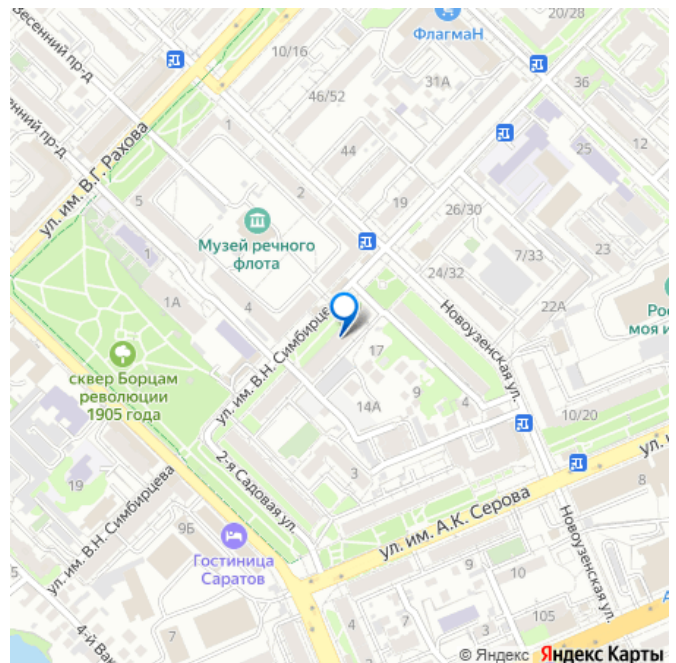 Весенний пр-д
10/16
ФлагмаН
20/28
31А
46/52
36
ул. им. В.Г. Рахова
1
44
25
12
5
2
19
26/30
Музей речного
флота
7/33
23
1
24/32
1А
4
22А
Новоузенская ул.
моя и
ул. им. В.Н. Симбирцева
17
сквер Борцам
революции
1905 года
9
14А
4
10/20
3
2-я Садовая ул.
19
ул. им. В.Н. Симбирцева
8
9Б
ул. им. А.К. Серова
Гостиница
Саратов
9
10
Новоузенская ул.
105
7
3
© Яндекс Яндекс Карты